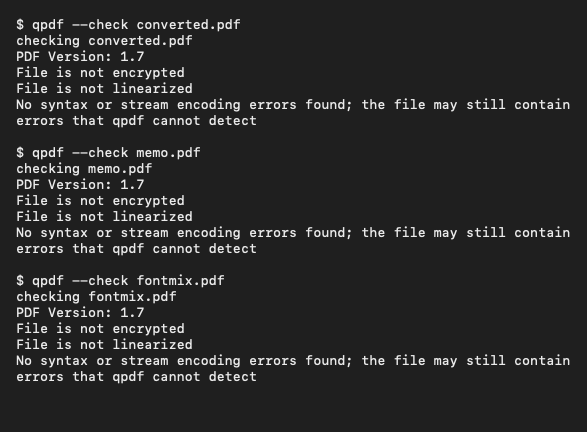 $ qpdf --check converted.pdf
checking converted.pdf
PDF Version: 1.7
File is not encrypted
File is not linearized
No syntax or stream encoding errors found; the file may still contain
errors that qpdf cannot detect
$ qpdf --check memo.pdf
checking memo.pdf
PDF Version: 1.7
File is not encrypted
File is not linearized
No syntax or stream encoding errors found; the file may still contain
errors that qpdf cannot detect
$ qpdf --check fontmix.pdf
checking fontmix.pdf
PDF Version: 1.7
File is not encrypted
File is not linearized
No syntax or stream encoding errors found; the file may still contain
errors that qpdf cannot detect